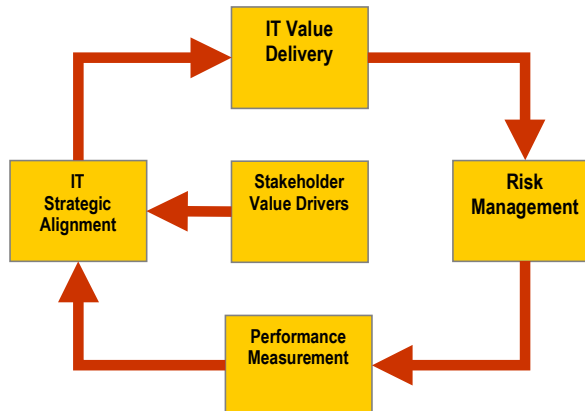 IT Value
Delivery
IT
Strategic
Alignment
Stakeholder
Value Drivers
Risk
Management
Performance
Measurement